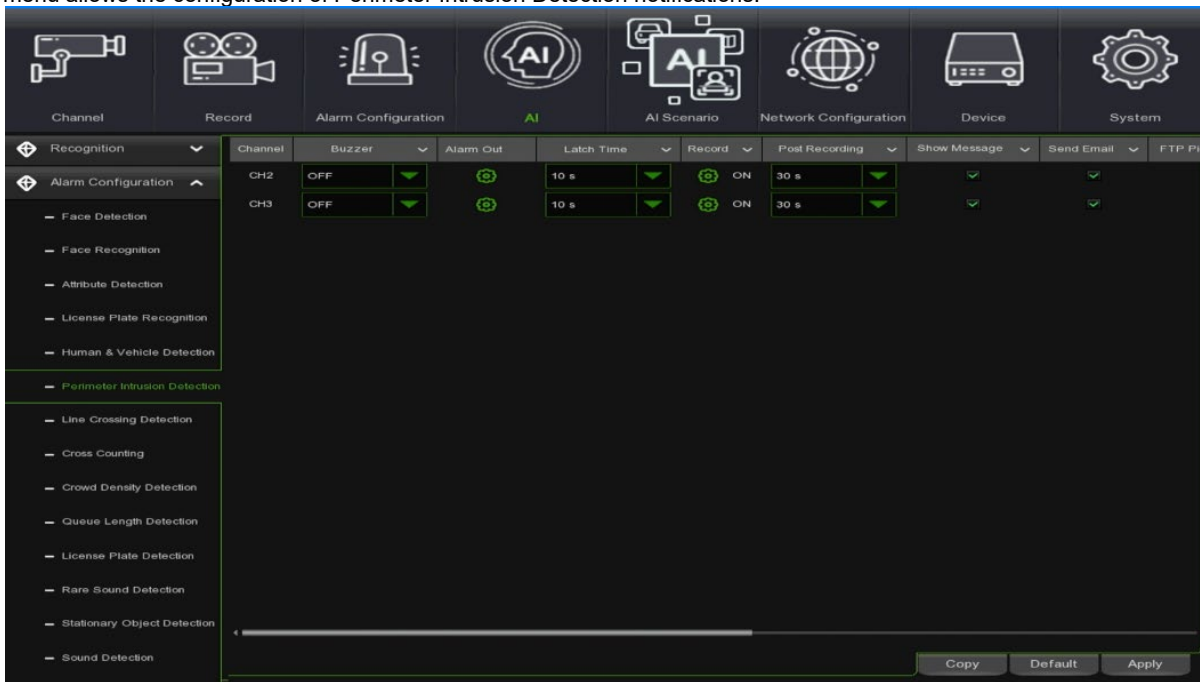 menu allows the configuration of Perimeter Intrusion Detection notifications.
AI
AI
Channel Record Alarm Configuration AI AI Scenario Network Configuration Device System
Recognition
Channel Buzzer Alarm Out Latch Time Record Post Recording Show Message Send Email FTP Pi
Alarm Configuration
CH2 OFF 10 s ON 30 s
CH3 OFF 10 s ON 30 s
Face Detection
Face Recognition
Attribute Detection
License Plate Recognition
Human & Vehicle Detection
Perimeter Intrusion Detection
Line Crossing Detection
Cross Counting
Crowd Density Detection
Queue Length Detection
License Plate Detection
Rare Sound Detection
Stationary Object Detection
Sound Detection
Copy Default Apply